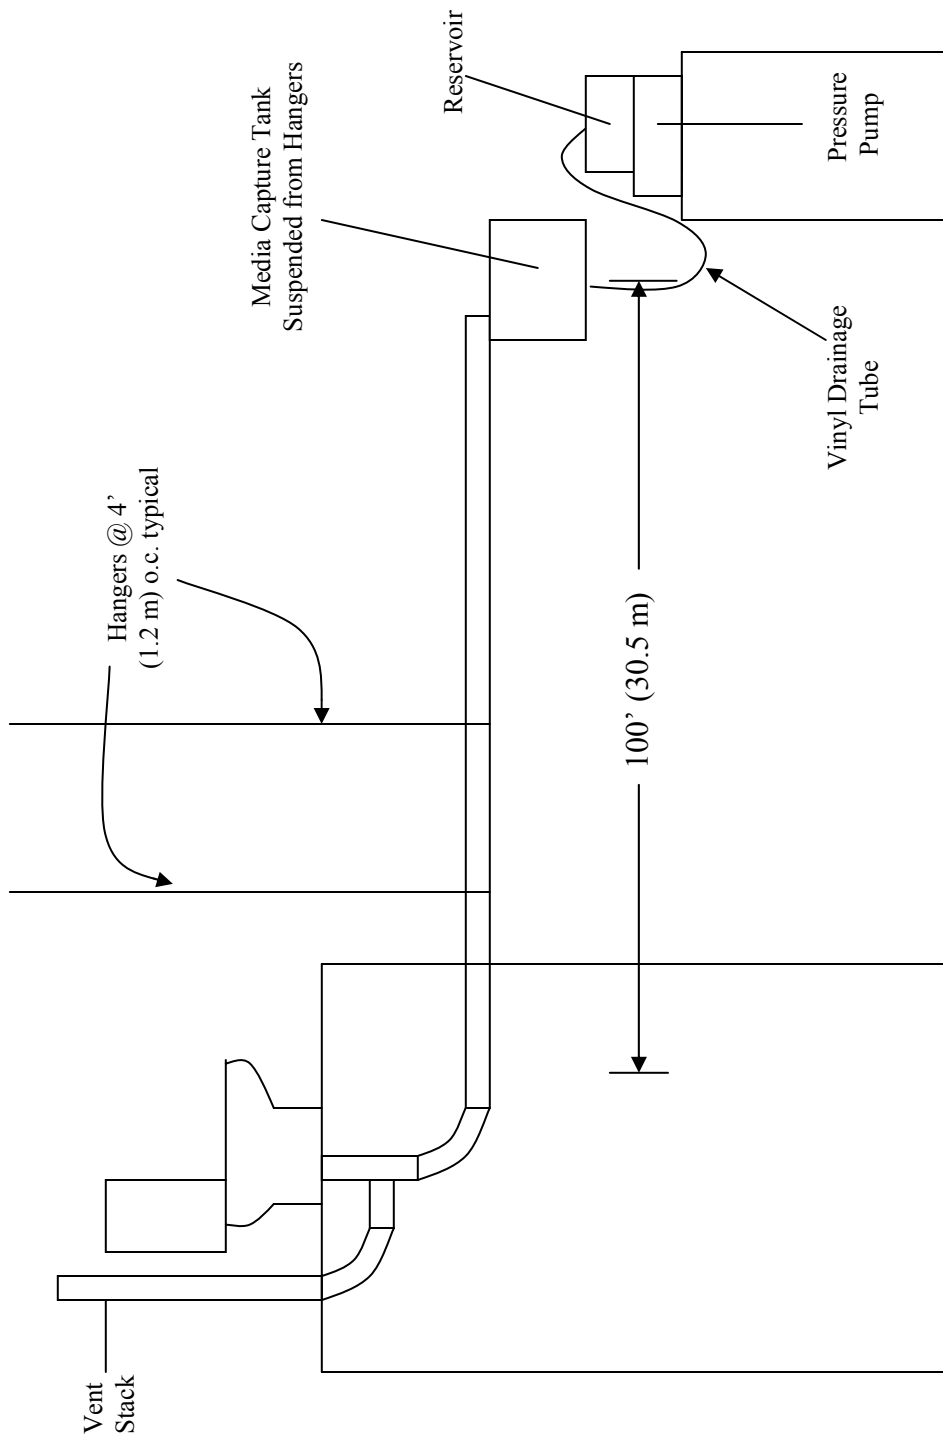 Vent
Stack
Hangers @ 4’
(1.2 m) o.c. typical
Media Capture Tank
Suspended from Hangers
Reservoir
100’ (30.5 m)
Vinyl Drainage
Tube
Pressure
Pump